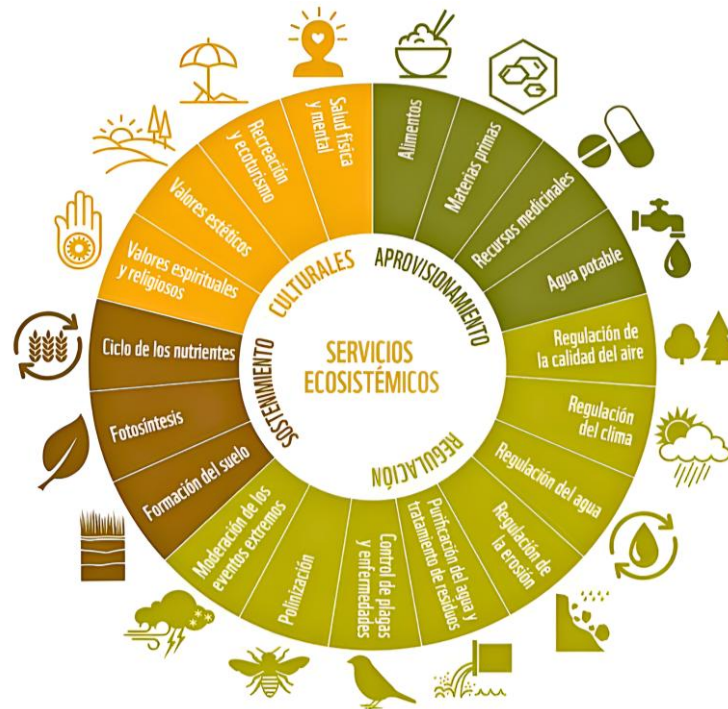 SERVICIOS
ECOSISTÉMICOS
APROVISIONAMIENTO
Alimentos
Materias primas
Recursos medicinales
Agua potable
REGULACIÓN
Regulación de
la calidad del aire
Regulación
del clima
Regulación del agua
Regulación de
la erosión
Purificación del agua y
tratamiento de residuos
Control de plagas
y enfermedades
Polinización
Moderación de los
eventos extremos
SOSTENIMIENTO
Formación del suelo
Fotosíntesis
Ciclo de los nutrientes
CULTURALES
Valores espirituales
y religiosos
Valores estéticos
Recreación
y ecoturismo
Salud física
y mental